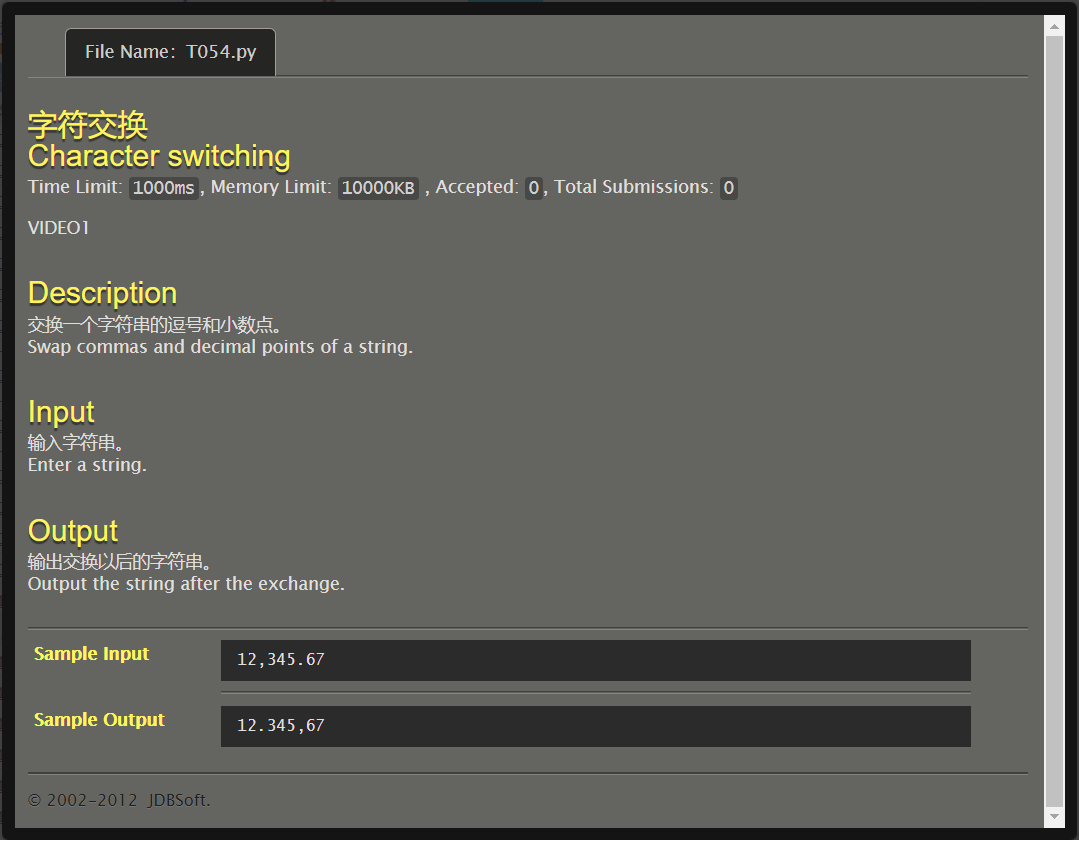 File Name: T054.py
字符交换
Character switching
Time Limit: 1000ms, Memory Limit: 10000KB , Accepted: 0, Total Submissions: 0
VIDEO1
Description
交换一个字符串的逗号和小数点。
Swap commas and decimal points of a string.
Input
输入字符串。
Enter a string.
Output
输出交换以后的字符串。
Output the string after the exchange.
Sample Input
12,345.67
Sample Output
12.345,67
© 2002-2012 JDBSoft.